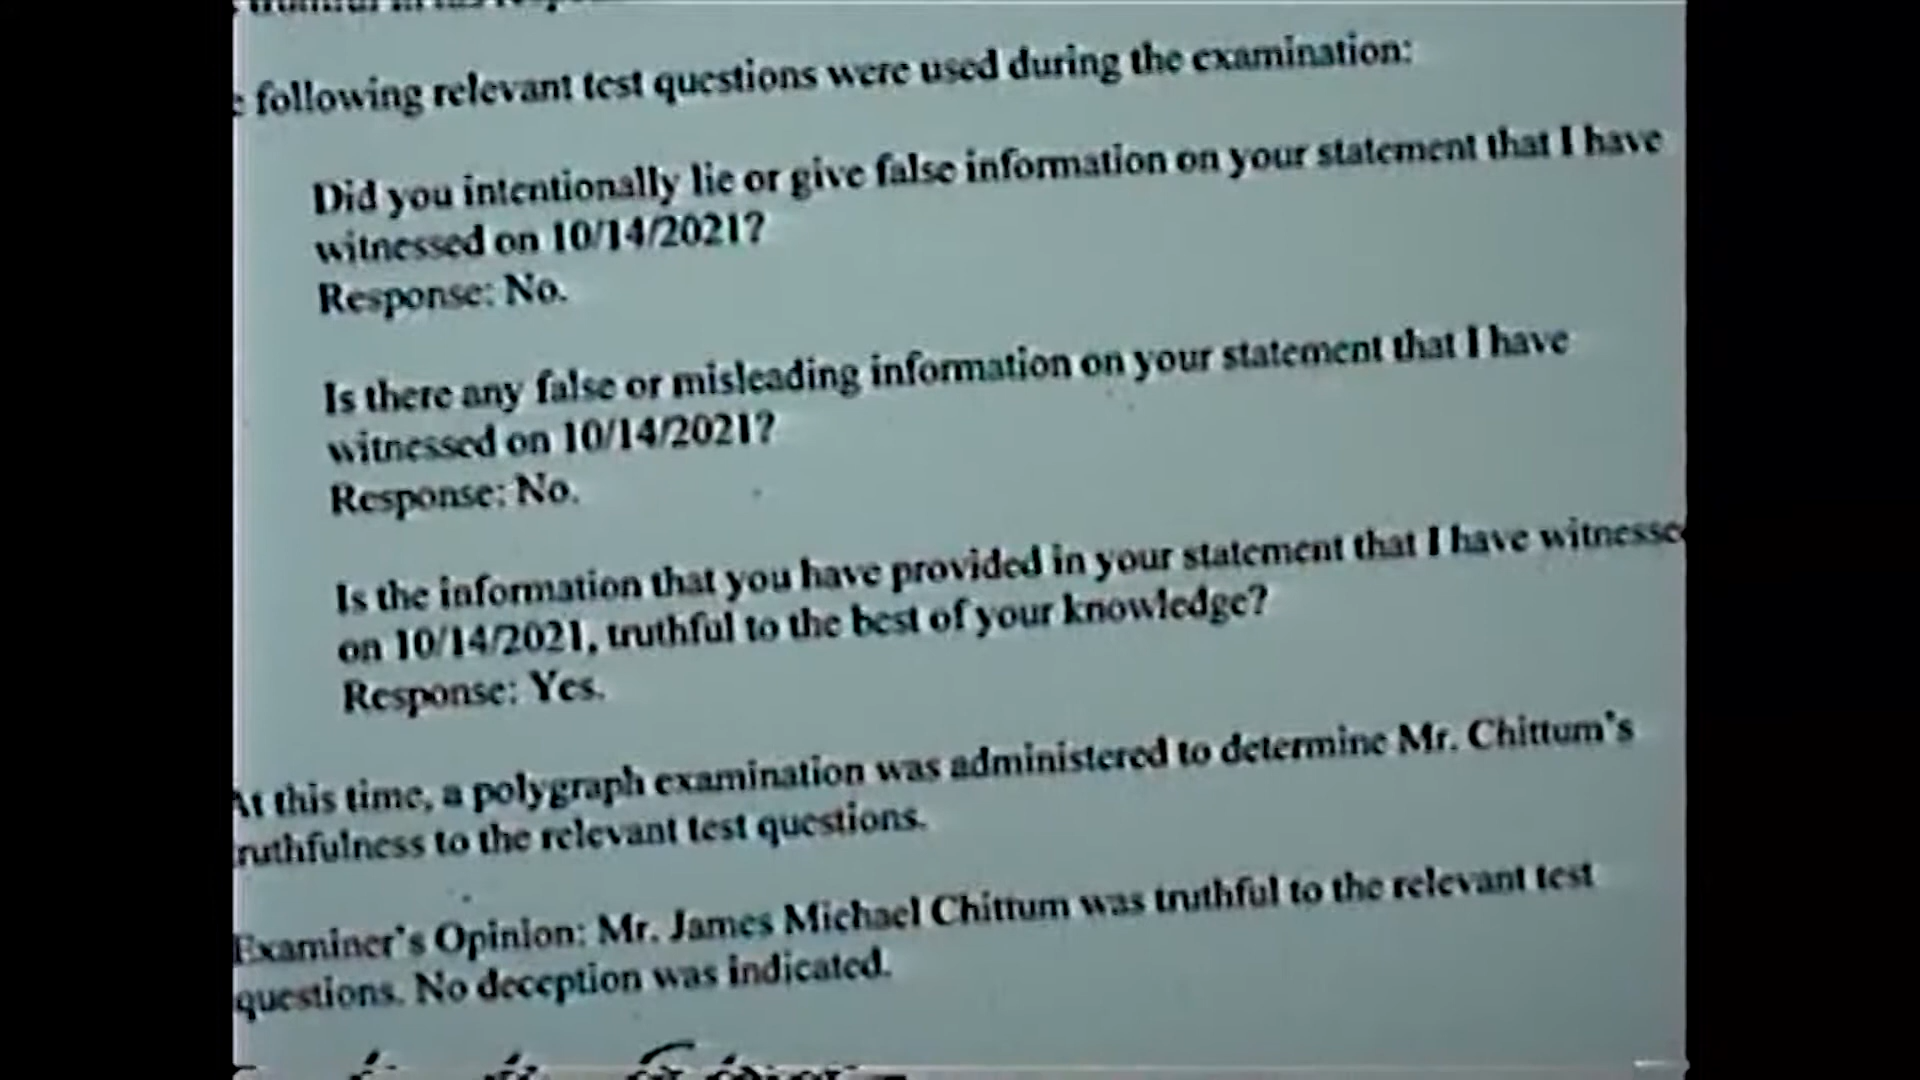 following relevant test questions were used during the examination:
Did you intentionally lie or give false information on your statement that I have
witnessed on 10/14/2021?
Response: No.
Is there any false or misleading information on your statement that I have
witnessed on 10/14/2021?
Response: No.
Is the information that you have provided in your statement that I have witnesse
on 10/14/2021, truthful to the best of your knowledge?
Response: Yes.
At this time, a polygraph examination was administered to determine Mr. Chittum's
ruthfulness to the relevant test questions.
Examiner's Opinion: Mr. James Michael Chittum was truthful to the relevant test
questions. No deception was indicated.